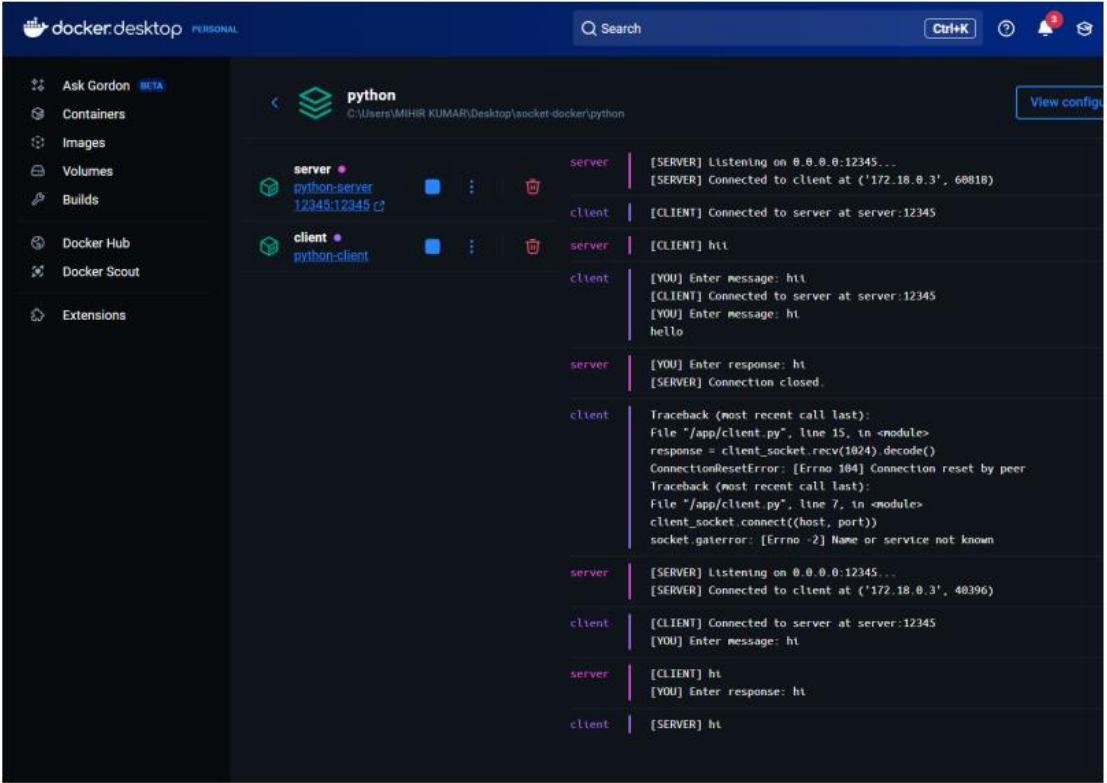 docker.desktop PERSONAL
Search
Ctrl+K
3
Ask Gordon BETA
Containers
Images
Volumes
Builds
Docker Hub
Docker Scout
Extensions
python
C:\Users\MIHIR KUMAR\Desktop\socket-docker\python
View configu
server
python-server
12345:12345
client
python-client
server [SERVER] Listening on 0.0.0.0:12345...
[SERVER] Connected to client at ('172.18.0.3', 60818)
client [CLIENT] Connected to server at server:12345
server [CLIENT] hii
client [YOU] Enter message: hii
[CLIENT] Connected to server at server:12345
[YOU] Enter message: hi
hello
server [YOU] Enter response: hi
[SERVER] Connection closed.
client Traceback (most recent call last):
File "/app/client.py", line 15, in <module>
response = client_socket.recv(1024).decode()
ConnectionResetError: [Errno 104] Connection reset by peer
Traceback (most recent call last):
File "/app/client.py", line 7, in <module>
client_socket.connect((host, port))
socket.gaierror: [Errno -2] Name or service not known
server [SERVER] Listening on 0.0.0.0:12345...
[SERVER] Connected to client at ('172.18.0.3', 40396)
client [CLIENT] Connected to server at server:12345
[YOU] Enter message: hi
server [CLIENT] hi
[YOU] Enter response: hi
client [SERVER] hi